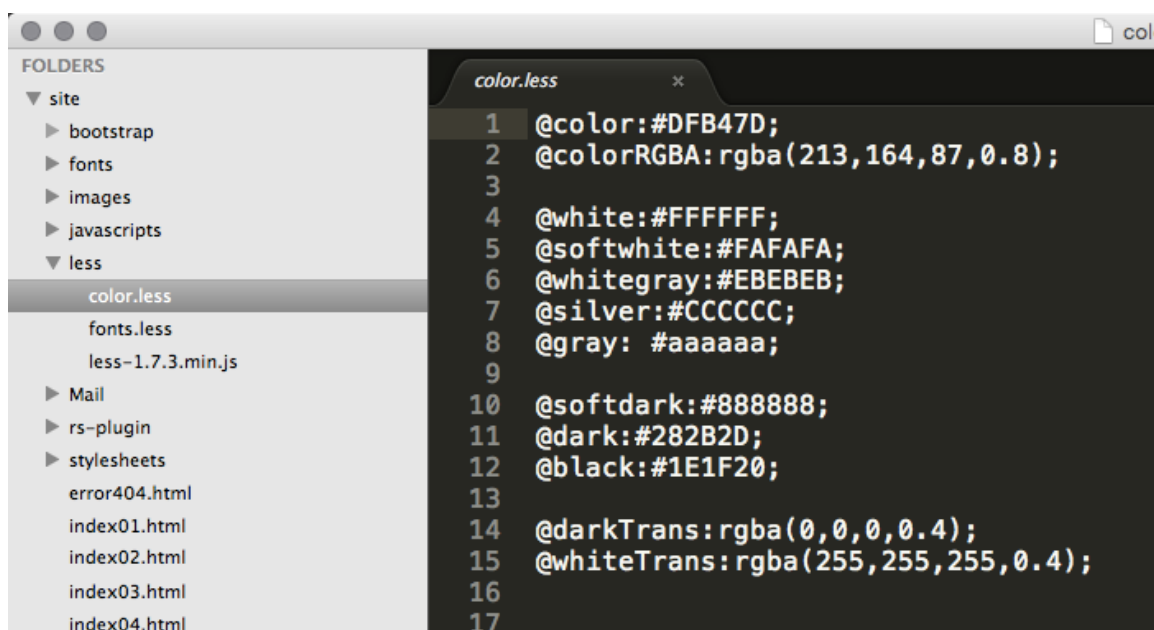 col
FOLDERS
site
bootstrap
fonts
images
javascripts
less
color.less
fonts.less
less-1.7.3.min.js
Mail
rs-plugin
stylesheets
error404.html
index01.html
index02.html
index03.html
index04.html
color.less ×
1 @color:#DFB47D;
2 @colorRGBA:rgba(213,164,87,0.8);
3
4 @white:#FFFFFF;
5 @softwhite:#FAFAFA;
6 @whitegray:#EBEBEB;
7 @silver:#CCCCCC;
8 @gray: #aaaaaa;
9
10 @softdark:#888888;
11 @dark:#282B2D;
12 @black:#1E1F20;
13
14 @darkTrans:rgba(0,0,0,0.4);
15 @whiteTrans:rgba(255,255,255,0.4);
16
17